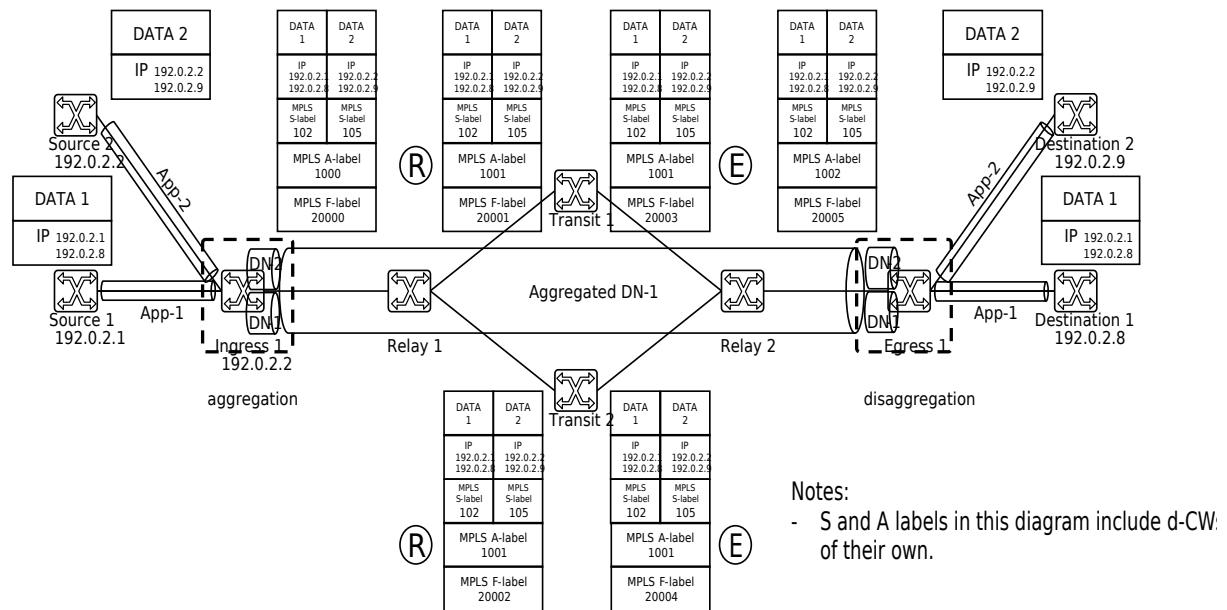 DATA 2
IP 192.0.2.2
192.0.2.9
Source 2
192.0.2.2
DATA 1
IP 192.0.2.1
192.0.2.8
Source 1
192.0.2.1
App-2
App-1
DATA 1
DATA 2
IP 192.0.2.1 192.0.2.8
IP 192.0.2.2 192.0.2.9
MPLS S-label 102
MPLS S-label 105
MPLS A-label
1000
MPLS F-label
20000
R
DATA 1
DATA 2
IP 192.0.2.1 192.0.2.8
IP 192.0.2.2 192.0.2.9
MPLS S-label 102
MPLS S-label 105
MPLS A-label
1001
MPLS F-label
20001
Transit 1
DATA 1
DATA 2
IP 192.0.2.1 192.0.2.8
IP 192.0.2.2 192.0.2.9
MPLS S-label 102
MPLS S-label 105
MPLS A-label
1001
MPLS F-label
20003
E
DATA 1
DATA 2
IP 192.0.2.1 192.0.2.8
IP 192.0.2.2 192.0.2.9
MPLS S-label 102
MPLS S-label 105
MPLS A-label
1002
MPLS F-label
20005
DATA 2
IP 192.0.2.2
192.0.2.9
Destination 2
192.0.2.9
DATA 1
IP 192.0.2.1
192.0.2.8
App-2
App-1
Destination 1
192.0.2.8
DN-2
DN-1
Ingress 1
192.0.2.2
aggregation
Relay 1
Aggregated DN-1
Relay 2
DN-2
DN-1
Egress 1
disaggregation
Transit 2
R
DATA 1
DATA 2
IP 192.0.2.1 192.0.2.8
IP 192.0.2.2 192.0.2.9
MPLS S-label 102
MPLS S-label 105
MPLS A-label
1001
MPLS F-label
20002
DATA 1
DATA 2
IP 192.0.2.1 192.0.2.8
IP 192.0.2.2 192.0.2.9
MPLS S-label 102
MPLS S-label 105
MPLS A-label
1001
MPLS F-label
20004
E
Notes:
- S and A labels in this diagram include d-CWs
of their own.